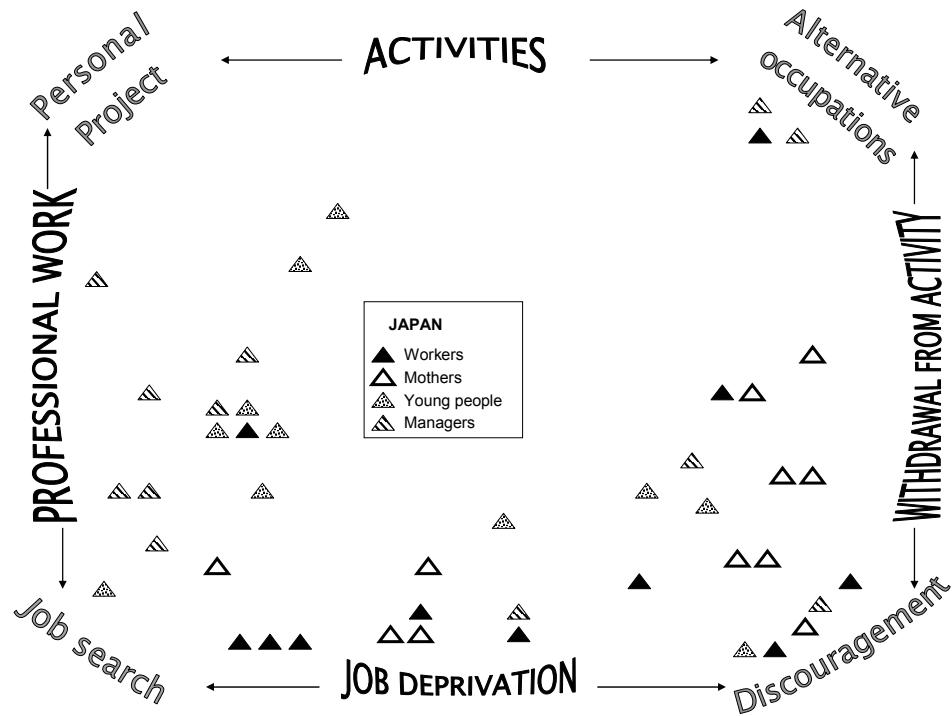 Personal
Project
ACTIVITIES
Alternative
occupations
PROFESSIONAL WORK
WITHDRAWAL FROM ACTIVITY
JAPAN
Workers
Mothers
Young people
Managers
Job search
JOB DEPRIVATION
Discouragement